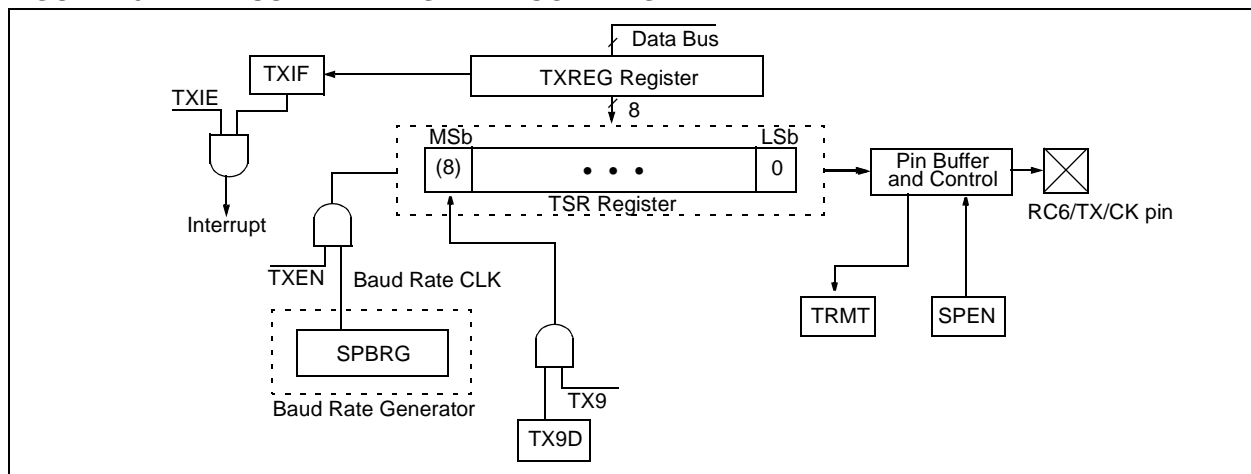 Data Bus
TXIF
TXREG Register
TXIE
8
MSb
LSb
(8)
• • •
0
Pin Buffer
and Control
TSR Register
RC6/TX/CK pin
Interrupt
TXEN
Baud Rate CLK
TRMT
SPEN
SPBRG
Baud Rate Generator
TX9
TX9D